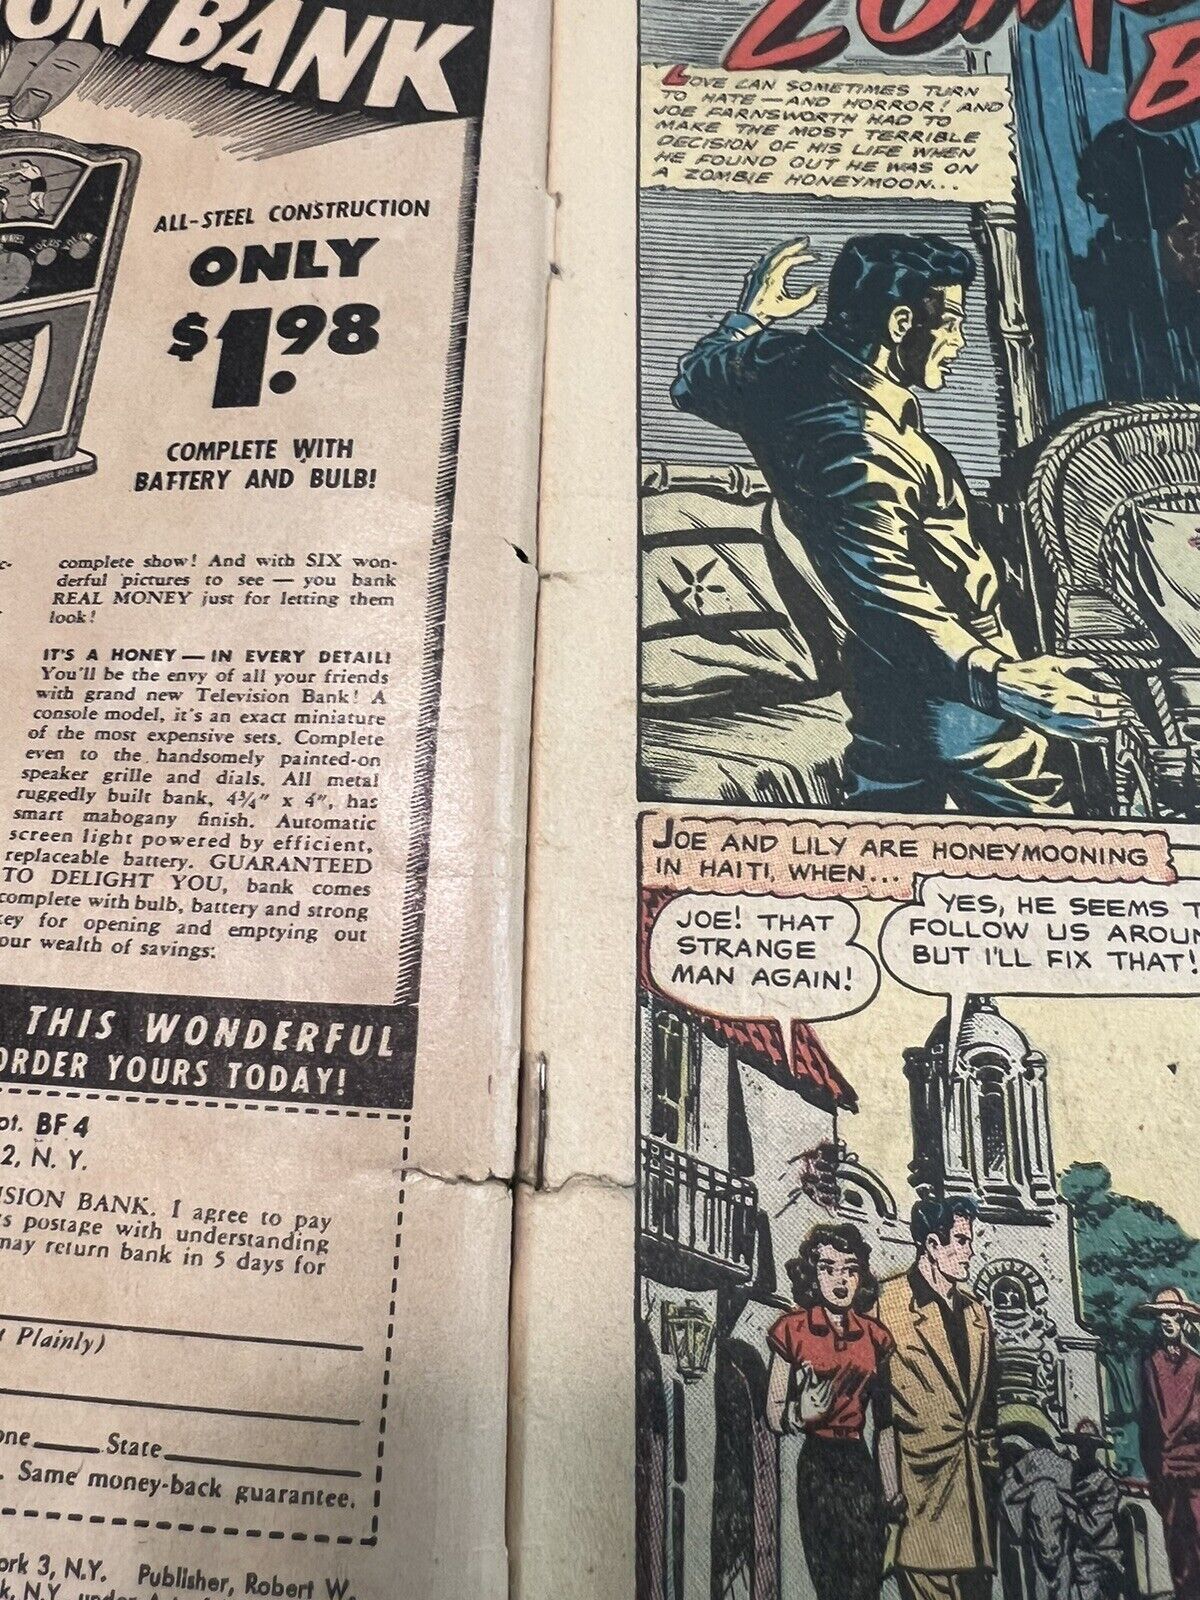 ON BANK
ALL-STEEL CONSTRUCTION
ONLY
$1.98
COMPLETE WITH
BATTERY AND BULB!
complete show! And with SIX won-
derful pictures to see — you bank
REAL MONEY just for letting them
look!
IT'S A HONEY — IN EVERY DETAIL!
You'll be the envy of all your friends
with grand new Television Bank! A
console model, it's an exact miniature
of the most expensive sets. Complete
even to the handsomely painted-on
speaker grille and dials. All metal
ruggedly built bank, 4¾" x 4", has
smart mahogany finish. Automatic
screen light powered by efficient,
replaceable battery. GUARANTEED
TO DELIGHT YOU, bank comes
complete with bulb, battery and strong
key for opening and emptying out
our wealth of savings.
THIS WONDERFUL
ORDER YOURS TODAY!
pt. BF 4
2, N. Y.
ISION BANK. I agree to pay
s postage with understanding
may return bank in 5 days for
t Plainly)
one State
. Same money-back guarantee.
ork 3, N.Y. Publisher, Robert W.
k, N.Y. under
LOVE CAN SOMETIMES TURN
TO HATE — AND HORROR! AND
JOE FARNSWORTH HAD TO
MAKE THE MOST TERRIBLE
DECISION OF HIS LIFE WHEN
HE FOUND OUT HE WAS ON
A ZOMBIE HONEYMOON...
JOE AND LILY ARE HONEYMOONING
IN HAITI, WHEN...
JOE! THAT
STRANGE
MAN AGAIN!
YES, HE SEEMS T
FOLLOW US AROUN
BUT I'LL FIX THAT!